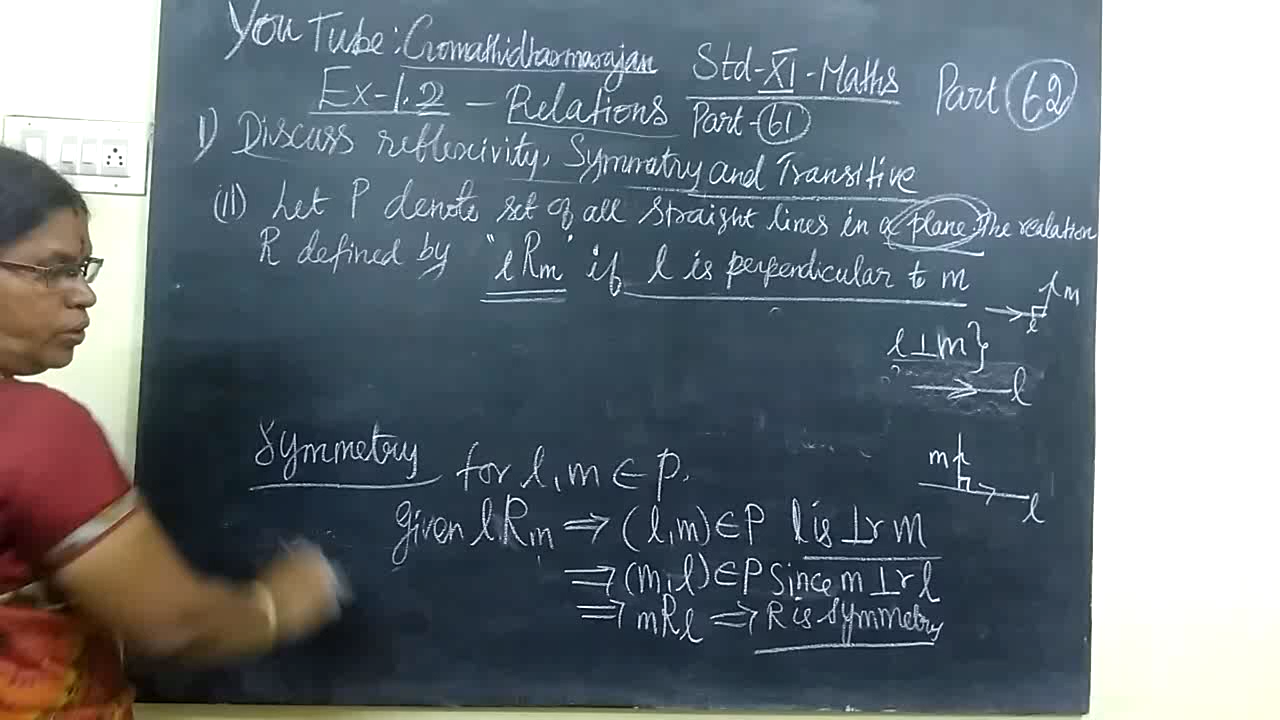 YouTube: Gomathidharmarajan Std-XI-Maths Part 62
Ex-1.2 - Relations Part-61
1) Discuss reflexivity, Symmetry and Transitive
(ii) Let P denote set of all straight lines in a plane. The realation
R defined by "lRm" if l is perpendicular to m
m
l
l⊥m}
l
Symmetry for l, m ∈ P.
m
l
given lRm ⇒ (l,m) ∈ P l is ⊥r m
⇒ (m,l) ∈ P Since m ⊥r l
⇒ mRl ⇒ R is Symmetry